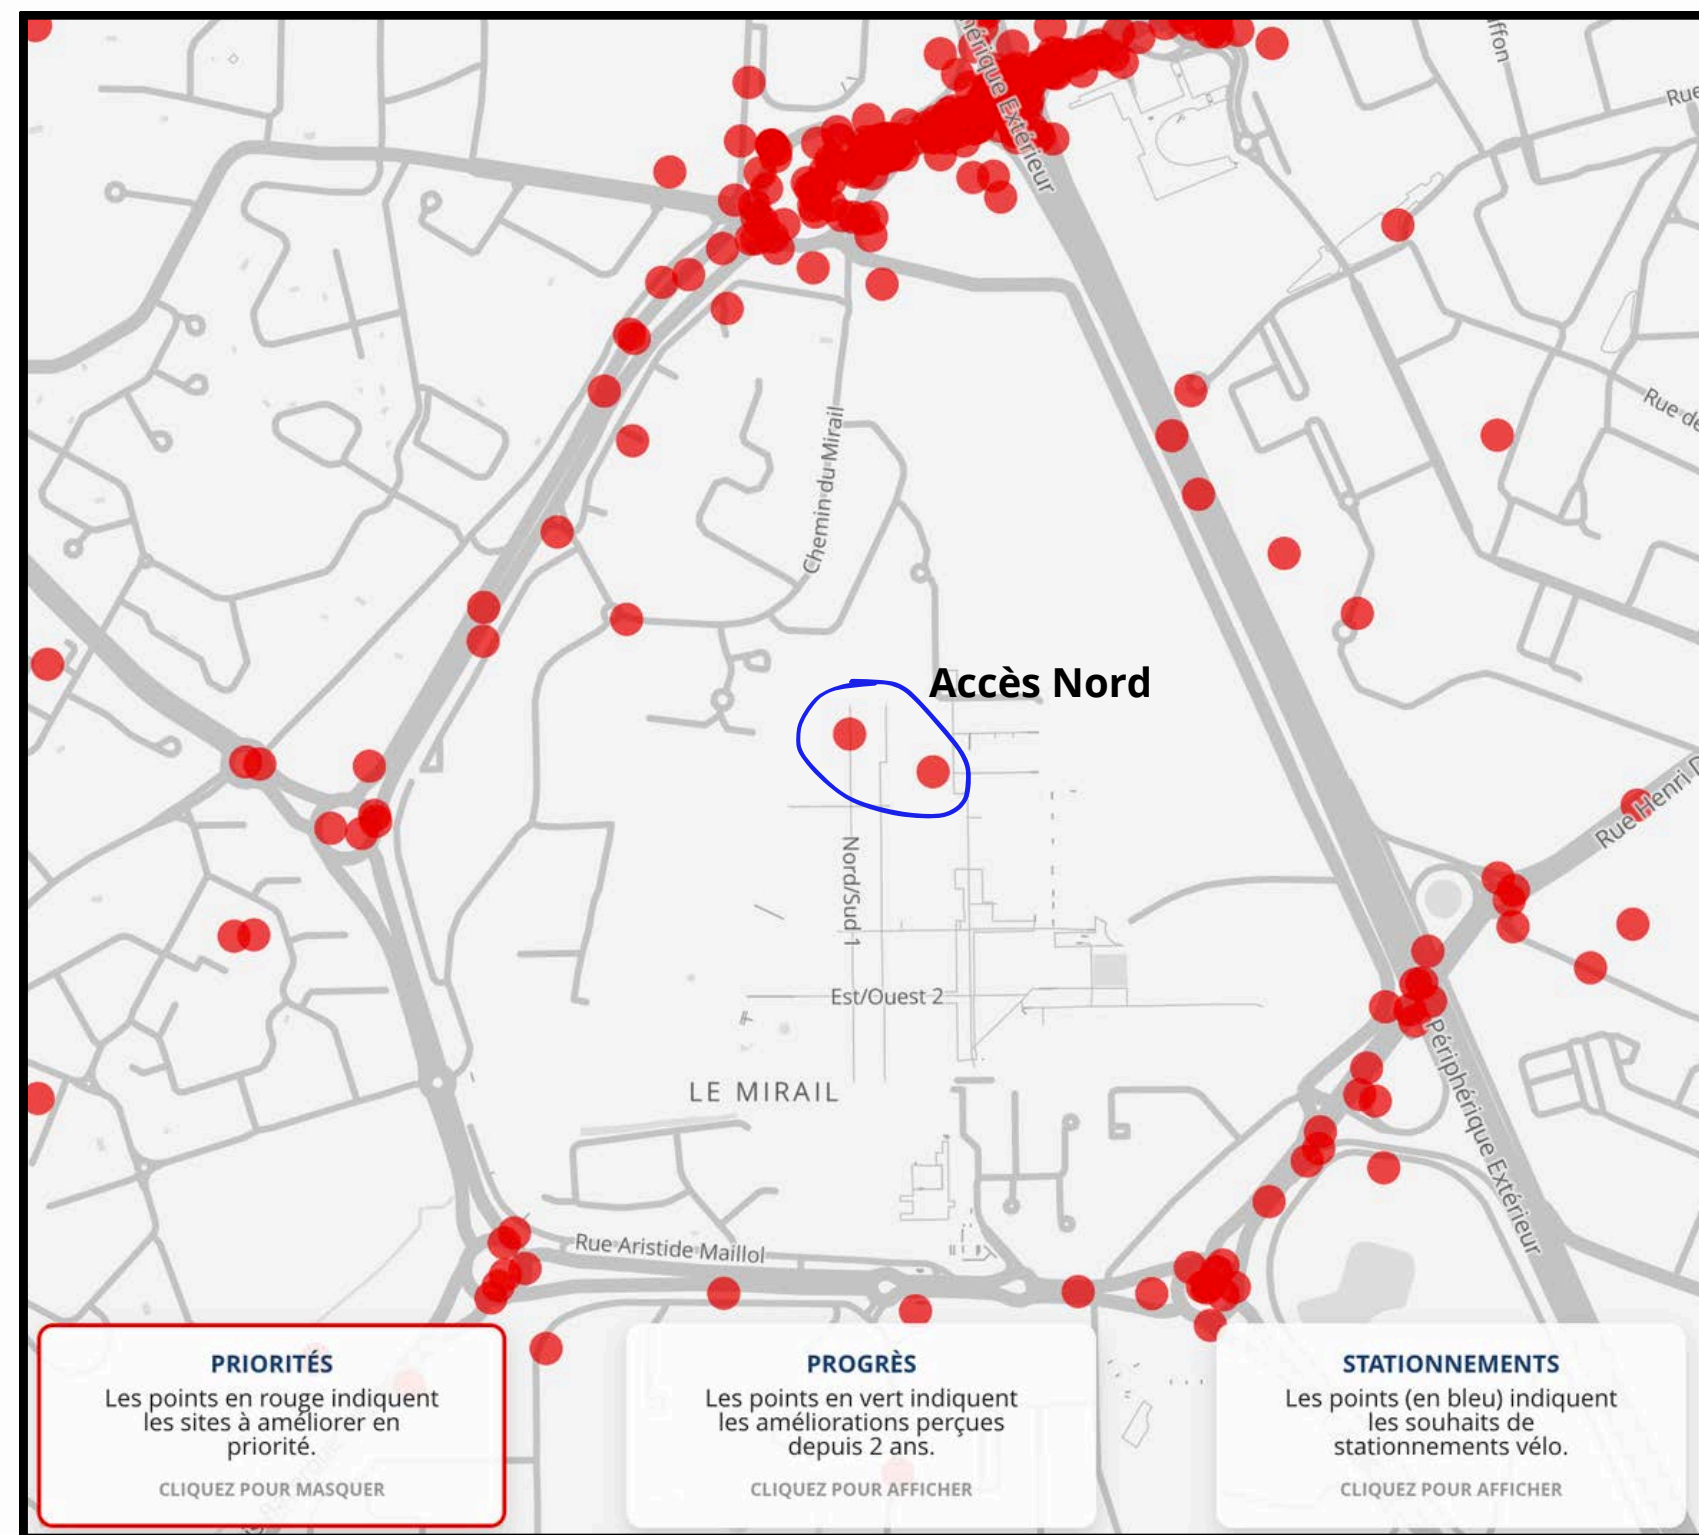 hérique Extérieur
ffon
Rue
Rue de
Chemin du Mirail
Accès Nord
Rue Henri D
Nord/Sud 1
Est/Ouest 2
Périphérique Extérieur
LE MIRAIL
Rue Aristide Maillol
PRIORITÉS
Les points en rouge indiquent
les sites à améliorer en
priorité.
CLIQUEZ POUR MASQUER
PROGRÈS
Les points en vert indiquent
les améliorations perçues
depuis 2 ans.
CLIQUEZ POUR AFFICHER
STATIONNEMENTS
Les points (en bleu) indiquent
les souhaits de
stationnements vélo.
CLIQUEZ POUR AFFICHER